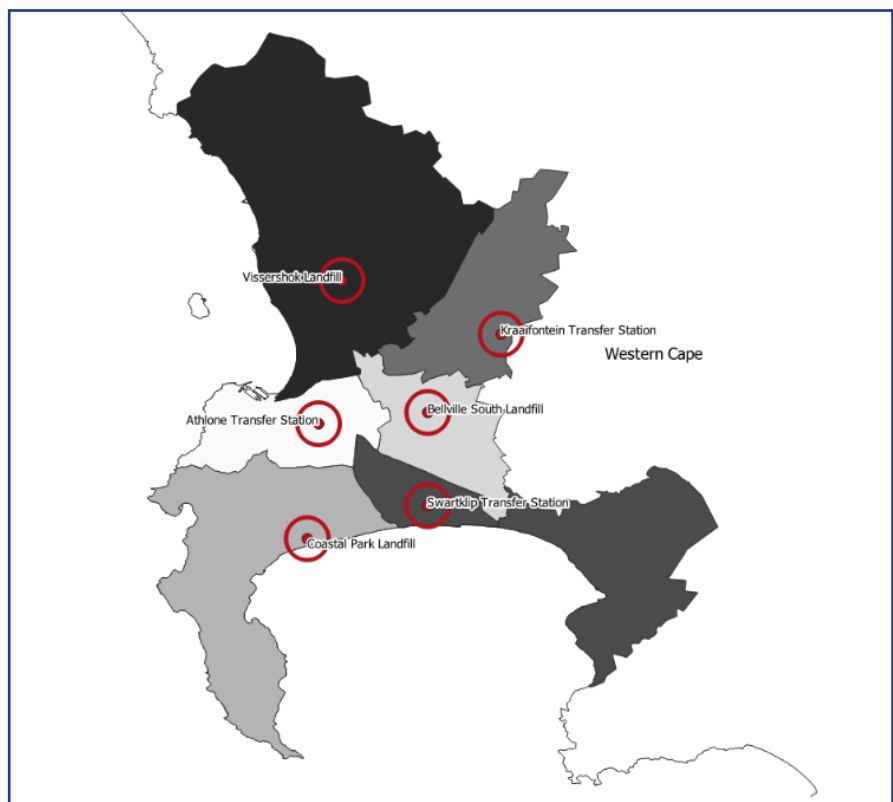 Vissershok Landfill
Kraaifontein Transfer Station
Western Cape
Bellville South Landfill
Athlone Transfer Station
Swartklip Transfer Station
Coastal Park Landfill